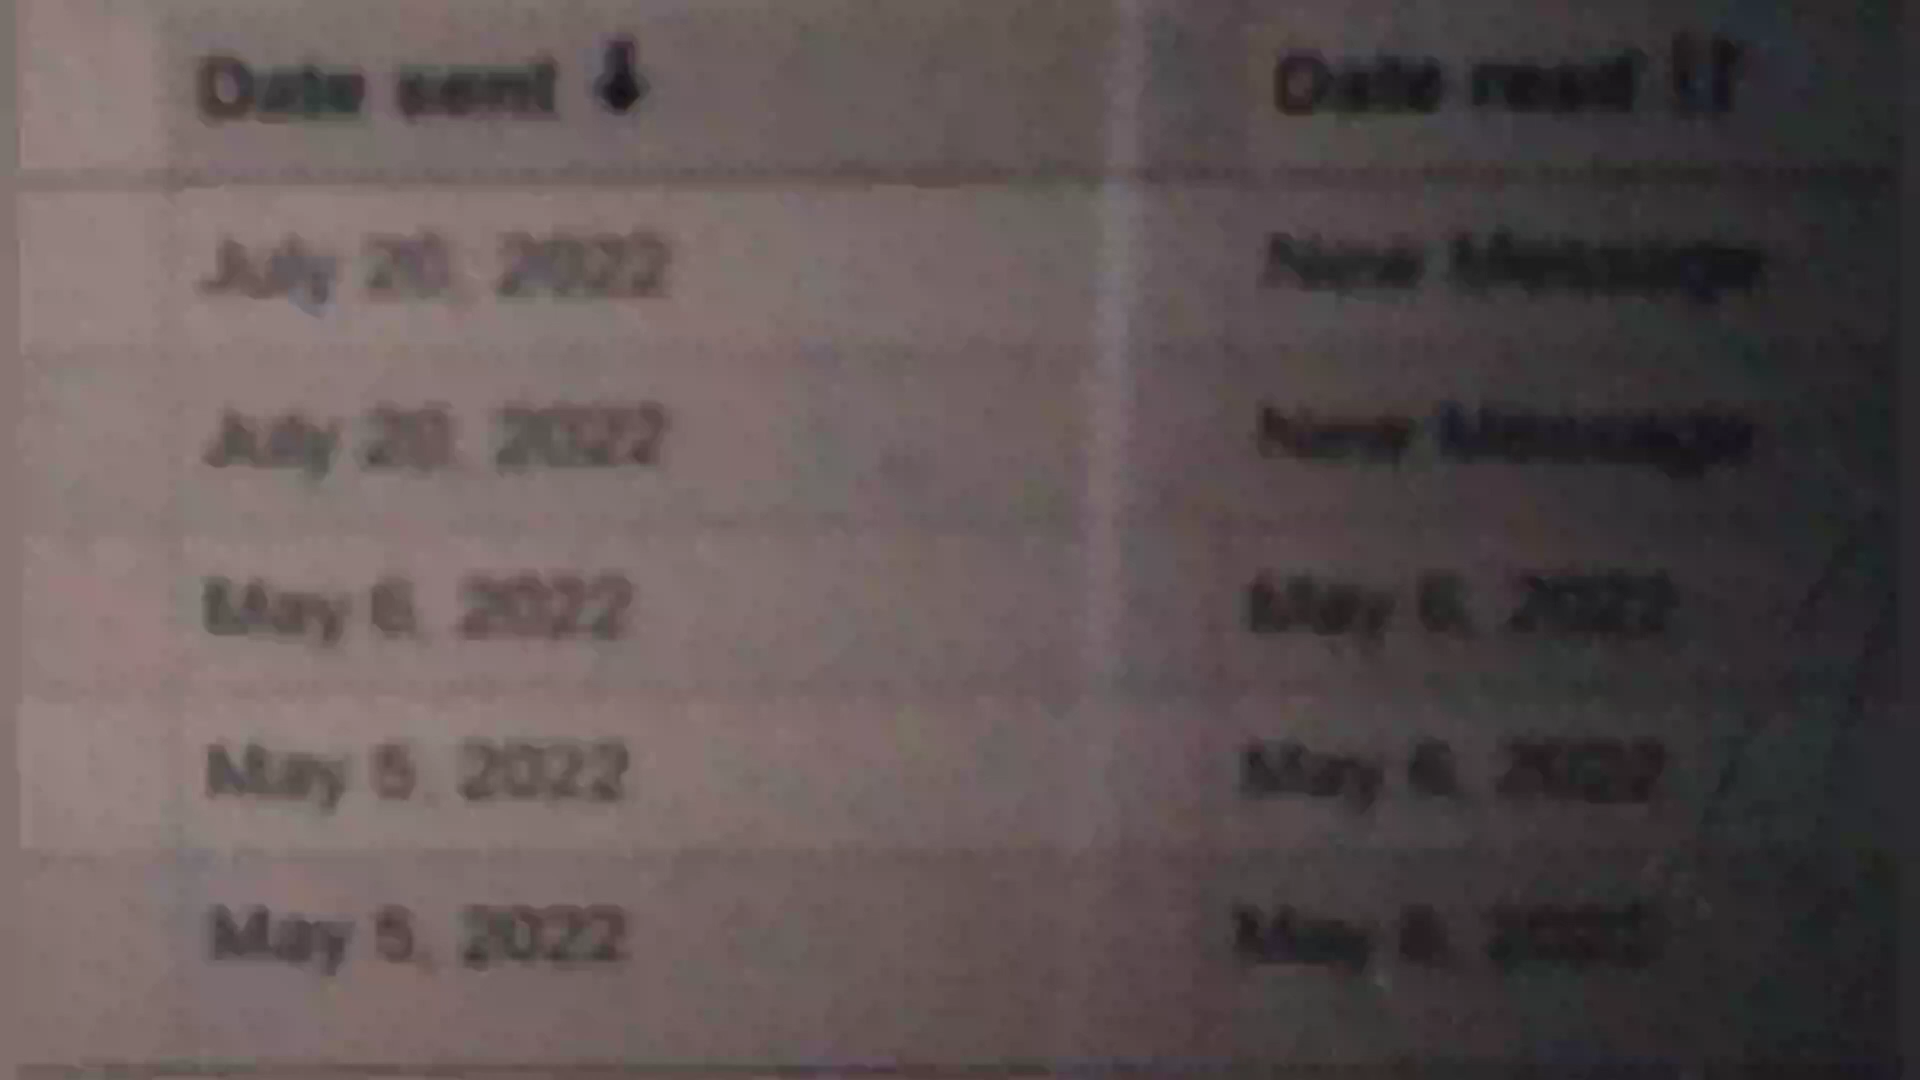 Date sent Date read
July 20, 2022 New Message
July 20, 2022 New Message
May 6, 2022 May 6, 2022
May 5, 2022 May 6, 2022
May 5, 2022 May 6, 2022